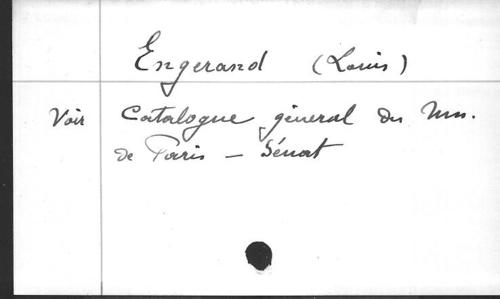 Engerand (Louis)
Voir Catalogue général des Mss.
de Paris – Sénat